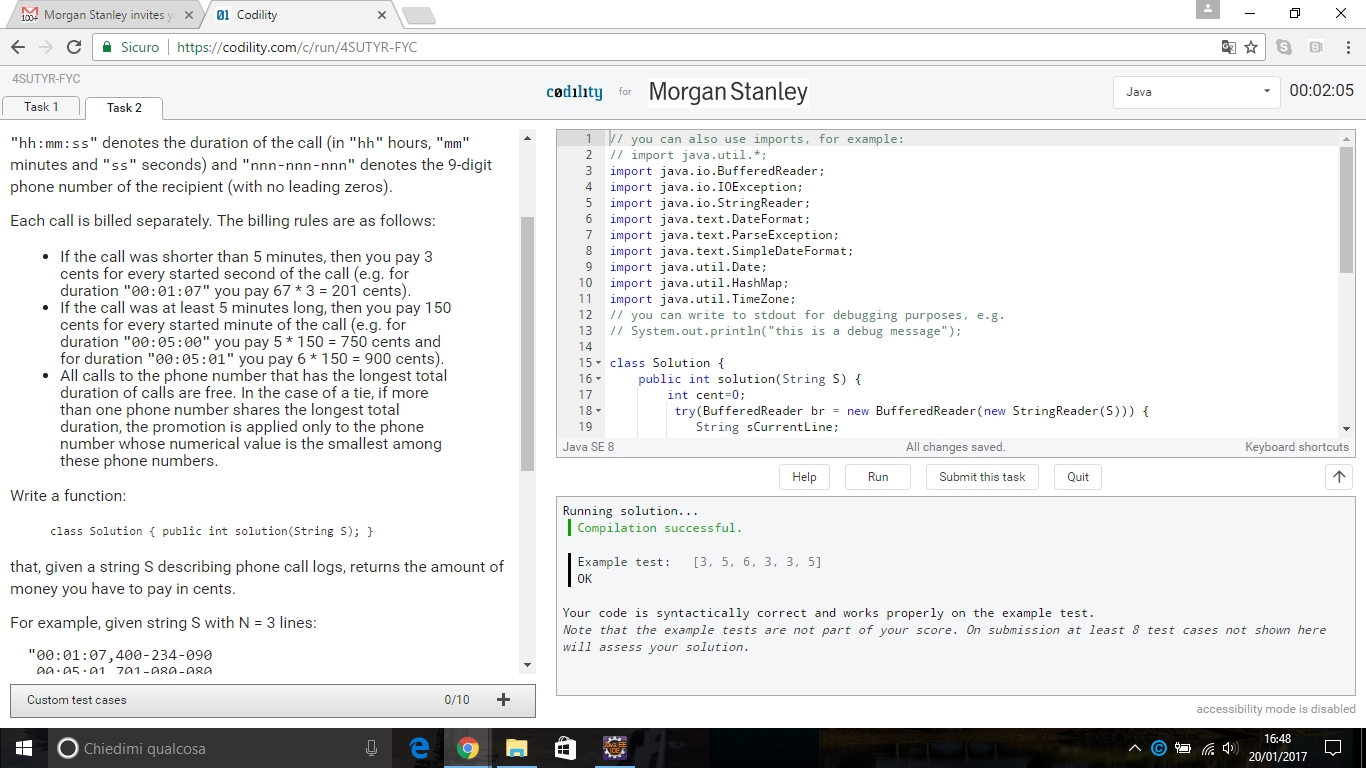 Morgan Stanley invites y
Codility
Sicuro | https://codility.com/c/run/4SUTYR-FYC
4SUTYR-FYC
Task 1
Task 2
codility for Morgan Stanley
Java
00:02:05
"hh:mm:ss" denotes the duration of the call (in "hh" hours, "mm"
minutes and "ss" seconds) and "nnn-nnn-nnn" denotes the 9-digit
phone number of the recipient (with no leading zeros).
Each call is billed separately. The billing rules are as follows:
• If the call was shorter than 5 minutes, then you pay 3
cents for every started second of the call (e.g. for
duration "00:01:07" you pay 67 * 3 = 201 cents).
• If the call was at least 5 minutes long, then you pay 150
cents for every started minute of the call (e.g. for
duration "00:05:00" you pay 5 * 150 = 750 cents and
for duration "00:05:01" you pay 6 * 150 = 900 cents).
• All calls to the phone number that has the longest total
duration of calls are free. In the case of a tie, if more
than one phone number shares the longest total
duration, the promotion is applied only to the phone
number whose numerical value is the smallest among
these phone numbers.
Write a function:
class Solution { public int solution(String S); }
that, given a string S describing phone call logs, returns the amount of
money you have to pay in cents.
For example, given string S with N = 3 lines:
"00:01:07,400-234-090
00:05:01,701-080-080
Custom test cases
0/10 +
1 // you can also use imports, for example:
2 // import java.util.*;
3 import java.io.BufferedReader;
4 import java.io.IOException;
5 import java.io.StringReader;
6 import java.text.DateFormat;
7 import java.text.ParseException;
8 import java.text.SimpleDateFormat;
9 import java.util.Date;
10 import java.util.HashMap;
11 import java.util.TimeZone;
12 // you can write to stdout for debugging purposes, e.g.
13 // System.out.println("this is a debug message");
14
15 class Solution {
16 public int solution(String S) {
17 int cent=0;
18 try(BufferedReader br = new BufferedReader(new StringReader(S))) {
19 String sCurrentLine;
Java SE 8
All changes saved.
Keyboard shortcuts
Help
Run
Submit this task
Quit
Running solution...
Compilation successful.
Example test: [3, 5, 6, 3, 3, 5]
OK
Your code is syntactically correct and works properly on the example test.
Note that the example tests are not part of your score. On submission at least 8 test cases not shown here
will assess your solution.
accessibility mode is disabled
Chiedimi qualcosa
16:48
20/01/2017